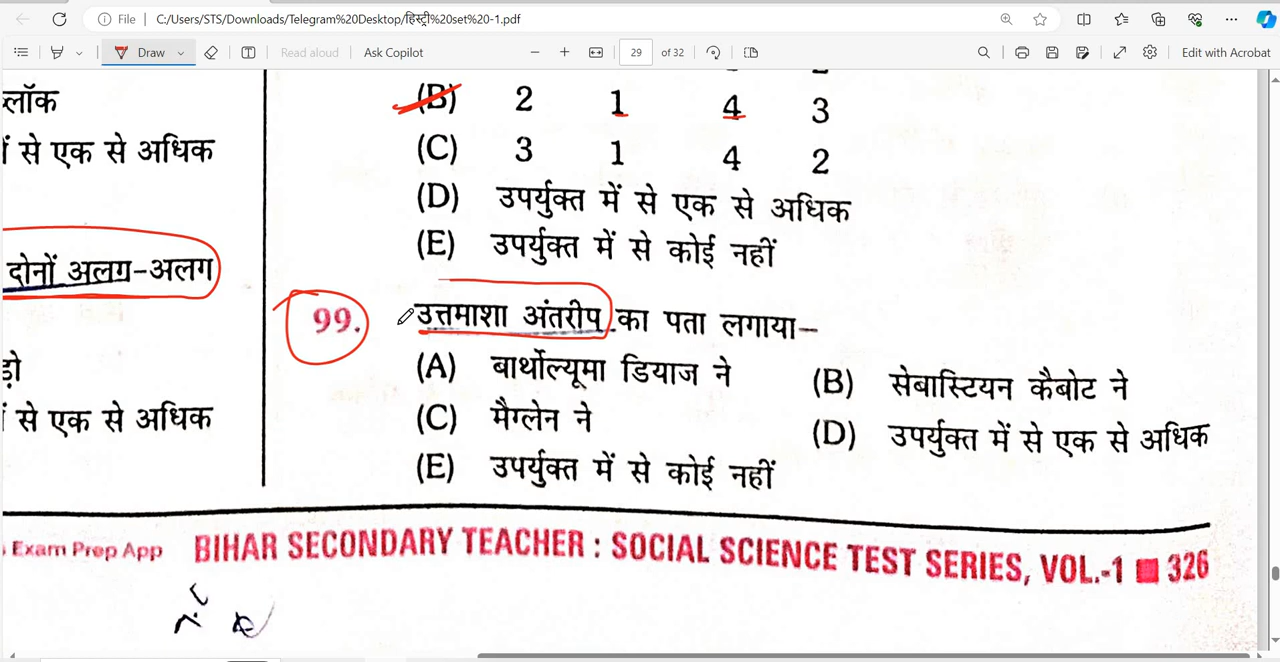 File C:/Users/STS/Downloads/Telegram%20Desktop/हिस्ट्री%20set%20-1.pdf
Draw Read aloud Ask Copilot 29 of 32 Edit with Acrobat
लॉक
से एक से अधिक
दोनों अलग-अलग
ड़ो
से एक से अधिक
(B) 2 1 4 3
(C) 3 1 4 2
(D) उपर्युक्त में से एक से अधिक
(E) उपर्युक्त में से कोई नहीं
99. उत्तमाशा अंतरीप का पता लगाया–
(A) बार्थोल्यूमा डियाज ने (B) सेबास्टियन कैबोट ने
(C) मैग्लेन ने (D) उपर्युक्त में से एक से अधिक
(E) उपर्युक्त में से कोई नहीं
Exam Prep App BIHAR SECONDARY TEACHER : SOCIAL SCIENCE TEST SERIES, VOL.-1 ■ 326